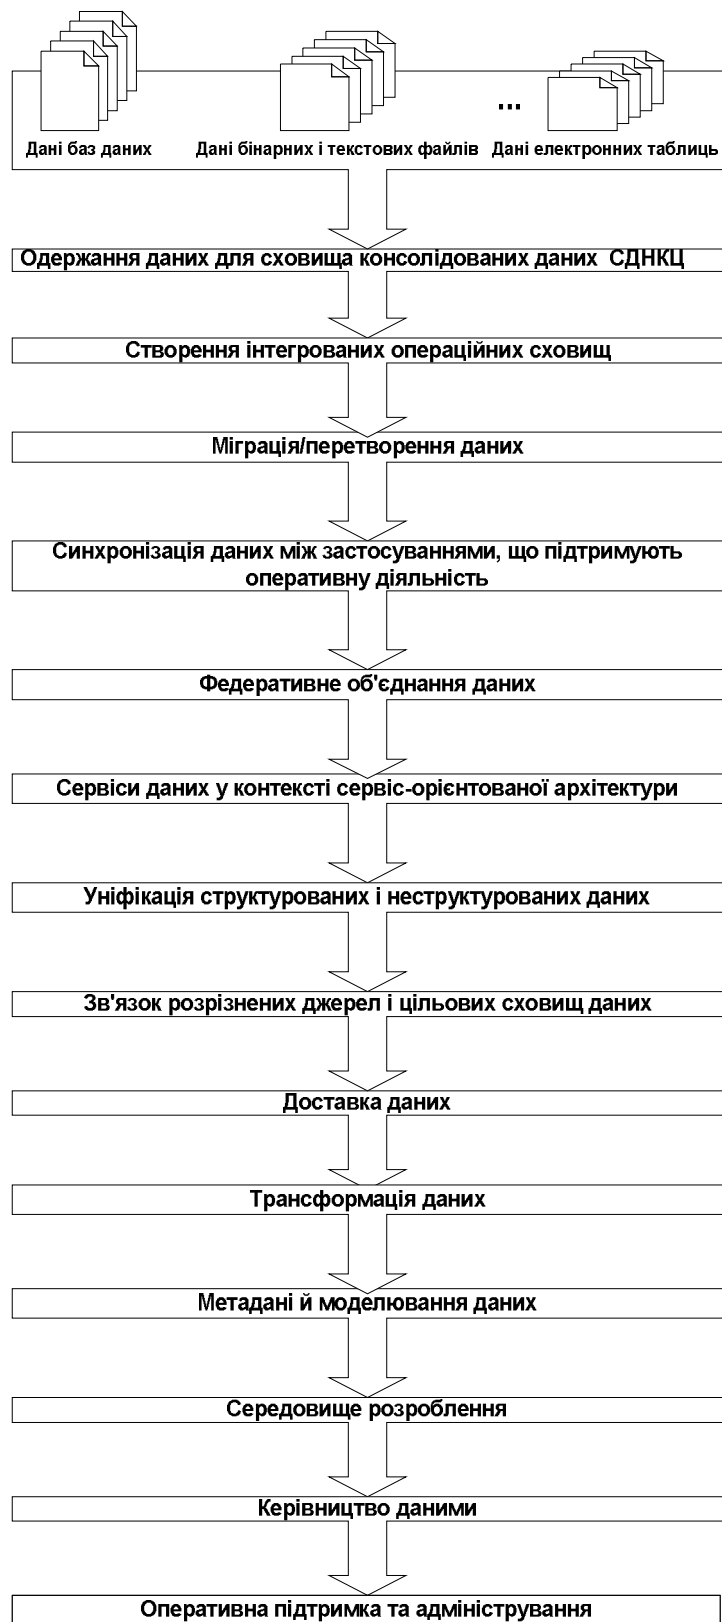 ...
Дані баз даних Дані бінарних і текстових файлів Дані електронних таблиць
Одержання даних для сховища консолідованих даних СДНКЦ
Створення інтегрованих операційних сховищ
Міграція/перетворення даних
Синхронізація даних між застосуваннями, що підтримують
оперативну діяльність
Федеративне об'єднання даних
Сервіси даних у контексті сервіс-орієнтованої архітектури
Уніфікація структурованих і неструктурованих даних
Зв'язок розрізнених джерел і цільових сховищ даних
Доставка даних
Трансформація даних
Метадані й моделювання даних
Середовище розроблення
Керівництво даними
Оперативна підтримка та адміністрування